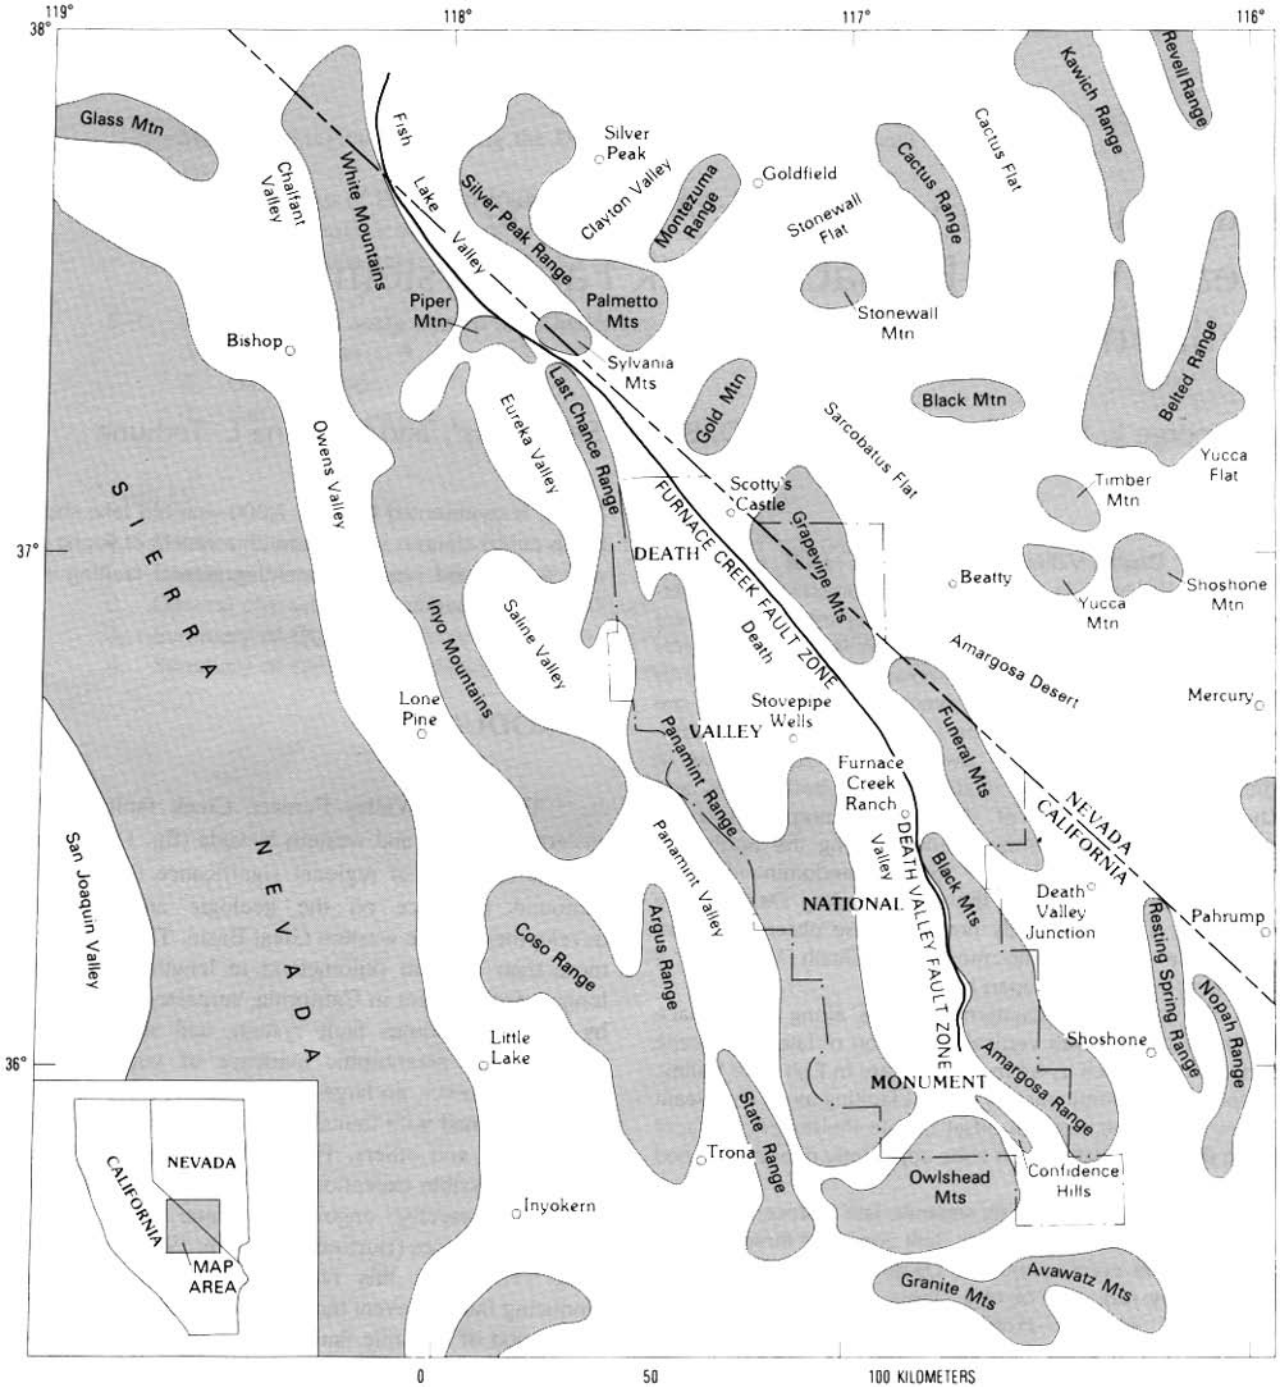 119°
118°
117°
116°
38°
Glass Mtn
Chalfant
Valley
White Mountains
Fish
Lake
Valley
Silver
Peak
Silver Peak Range
Clayton Valley
Montezuma
Range
Goldfield
Stonewall
Flat
Cactus Range
Cactus Flat
Kawich Range
Revell Range
Piper
Mtn
Palmetto
Mts
Stonewall
Mtn
Bishop
Sylvania
Mts
Belted Range
Last Chance Range
Gold Mtn
Black Mtn
Eureka Valley
Owens Valley
Sarcobatus Flat
Yucca
Flat
Timber
Mtn
Scotty's
Castle
SIERRA
NEVADA
37°
FURNACE CREEK FAULT ZONE
Grapevine Mts
DEATH
Beatty
Shoshone
Mtn
Yucca
Mtn
Inyo Mountains
Saline Valley
Death
Amargosa Desert
Lone
Pine
Stovepipe
Wells
Mercury
VALLEY
Panamint Range
Funeral Mts
Furnace
Creek
Ranch
NEVADA
CALIFORNIA
San Joaquin Valley
Panamint Valley
Valley
DEATH VALLEY FAULT ZONE
Black Mts
NATIONAL
Death
Valley
Junction
Resting Spring Range
Pahrump
Coso Range
Argus Range
Nopah Range
Little
Lake
Shoshone
36°
MONUMENT
Amargosa Range
State Range
Trona
Owlshead
Mts
Confidence
Hills
Inyokern
Granite Mts
Avawatz Mts
CALIFORNIA
NEVADA
MAP
AREA
0
50
100 KILOMETERS